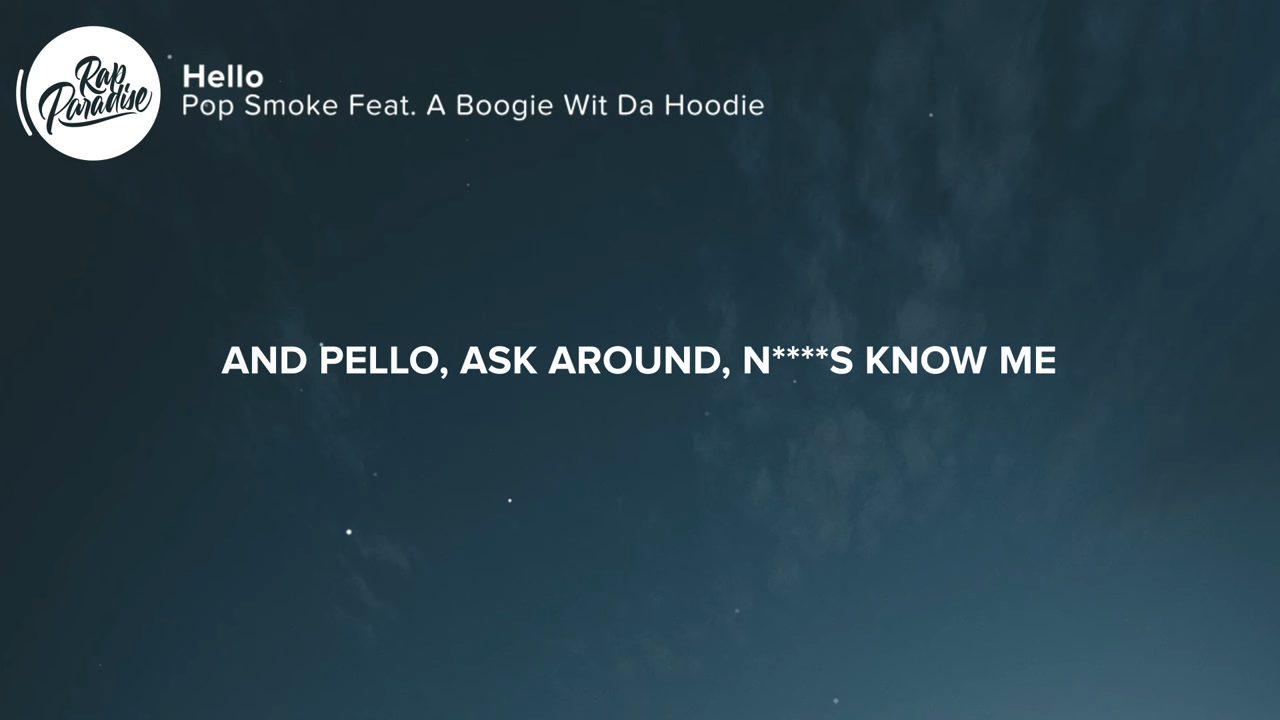 Rap
Paradise
Hello
Pop Smoke Feat. A Boogie Wit Da Hoodie
AND PELLO, ASK AROUND, N****S KNOW ME